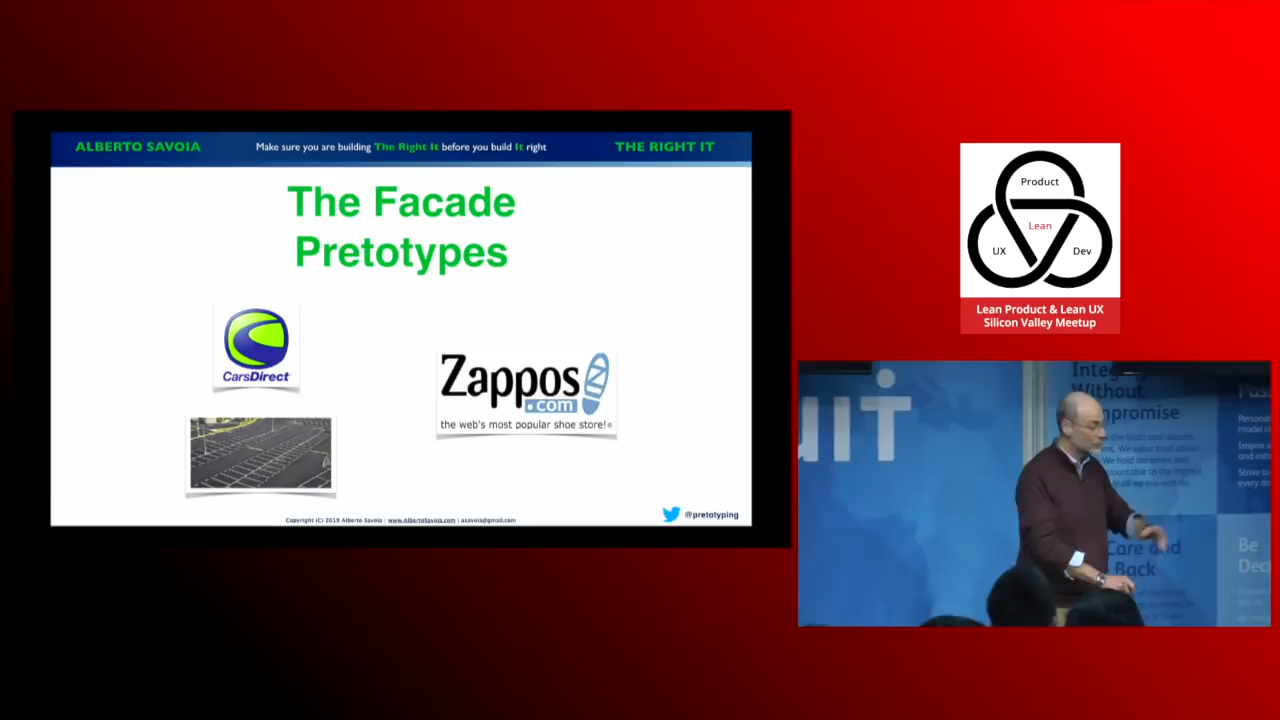 ALBERTO SAVOIA
Make sure you are building The Right It before you build It right
THE RIGHT IT
The Facade
Pretotypes
CarsDirect
Zappos
.com
the web's most popular shoe store!®
Copyright (C) 2019 Alberto Savoia | www.AlbertoSavoia.com | asavoia@gmail.com
@pretotyping
Product
Lean
UX
Dev
Lean Product & Lean UX
Silicon Valley Meetup
UIT
Without
Care and
Back
Be